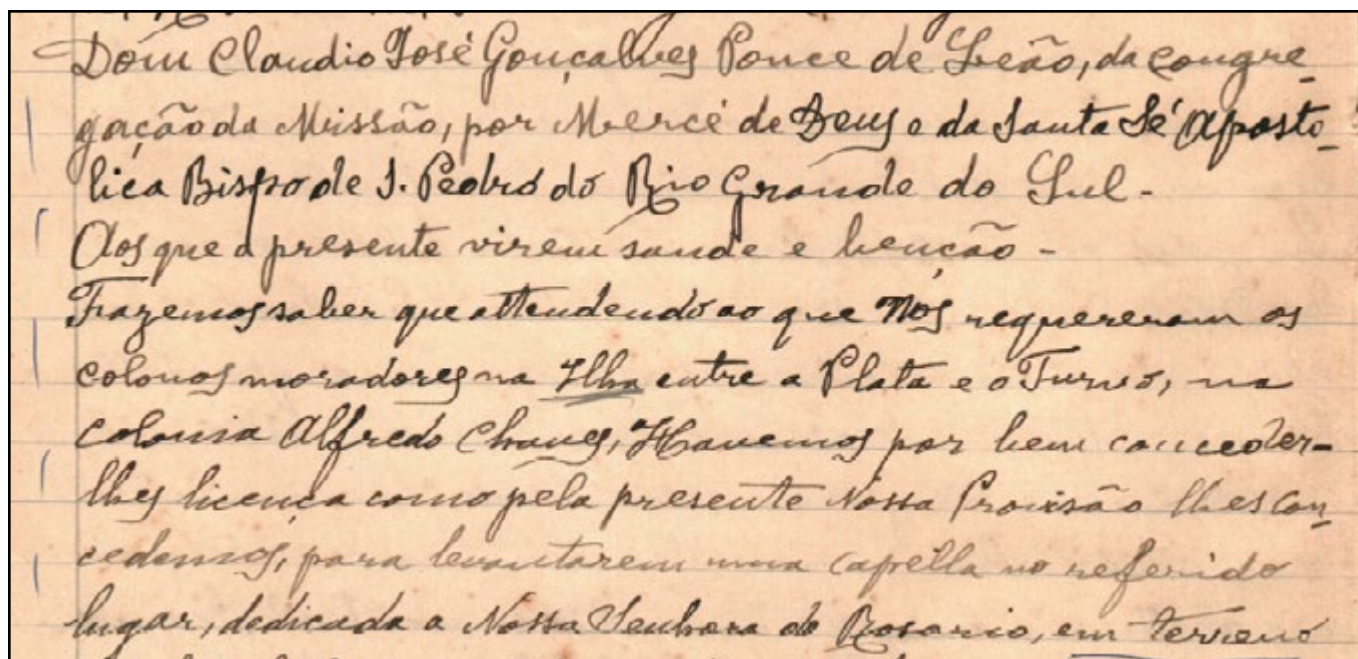 Dom Claudio José Gonçalves Ponce de Leão, da Congre-
gação da Missão, por Mercê de Deus e da Santa Sé Aposto-
lica Bispo de S. Pedro do Rio Grande do Sul -
Aos que a presente virem saude e benção -
Fazemos saber que attendendo ao que Nós requereram os
colonos moradores na Ilha entre a Plata e o Turvo, na
colonia Alfredo Chaves, Havemos por bem conceder-
lhes licença como pela presente Nossa Provisão lhes con-
cedemos, para levantarem uma capella no referido
lugar, dedicada a Nossa Senhora do Rosario, em terreno